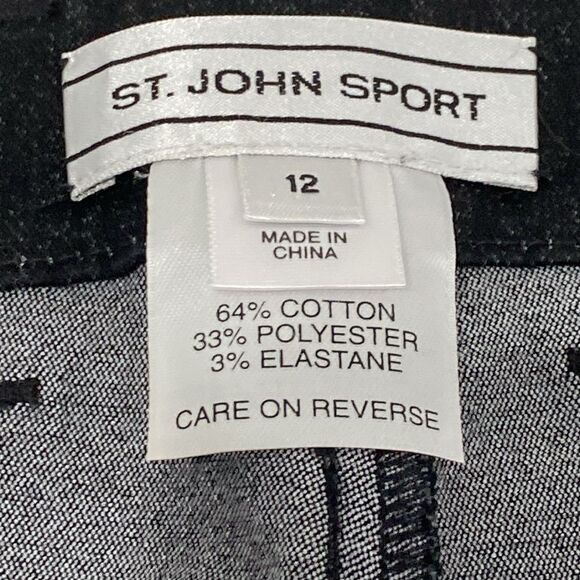 ST. JOHN SPORT
12
MADE IN
CHINA
64% COTTON
33% POLYESTER
3% ELASTANE
CARE ON REVERSE